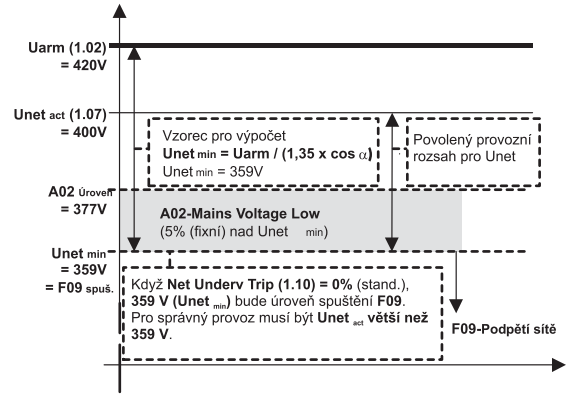 Uarm (1.02)
= 420V
Unet act (1.07)
= 400V
Vzorec pro výpočet
Unet min = Uarm / (1,35 x cos α)
Unet min = 359V
Povolený provozní
rozsah pro Unet
A02 Úroveň
= 377V
A02-Mains Voltage Low
(5% (fixní) nad Unet min)
Unet min
= 359V
= F09 spuš.
Když Net Underv Trip (1.10) = 0% (stand.),
359 V (Unet min) bude úroveň spuštění F09.
Pro správný provoz musí být Unet act větší než
359 V.
F09-Podpětí sítě